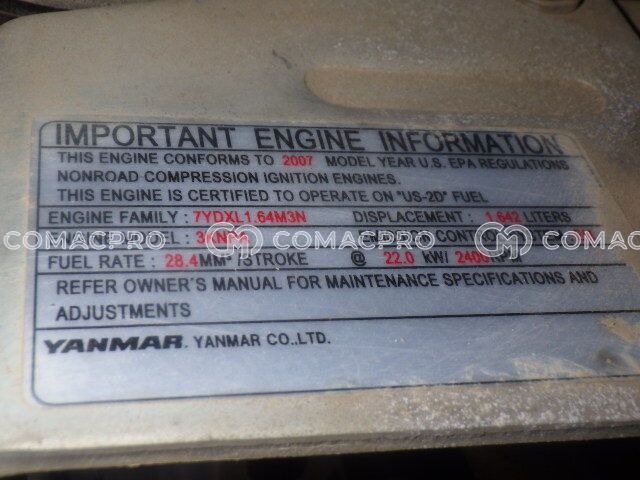 IMPORTANT ENGINE INFORMATION
THIS ENGINE CONFORMS TO 2007 MODEL YEAR U.S. EPA REGULATIONS
NONROAD COMPRESSION IGNITION ENGINES.
THIS ENGINE IS CERTIFIED TO OPERATE ON "US-2D" FUEL
ENGINE FAMILY : 7YDXL1.64M3N DISPLACEMENT : 1.642 LITERS
COMACPRO COMACPRO COMACPRO
FUEL RATE : 28.4 MM³ /STROKE @ 22.0 kW/ 2400 RPM
REFER OWNER'S MANUAL FOR MAINTENANCE SPECIFICATIONS AND
ADJUSTMENTS
YANMAR. YANMAR CO.,LTD.